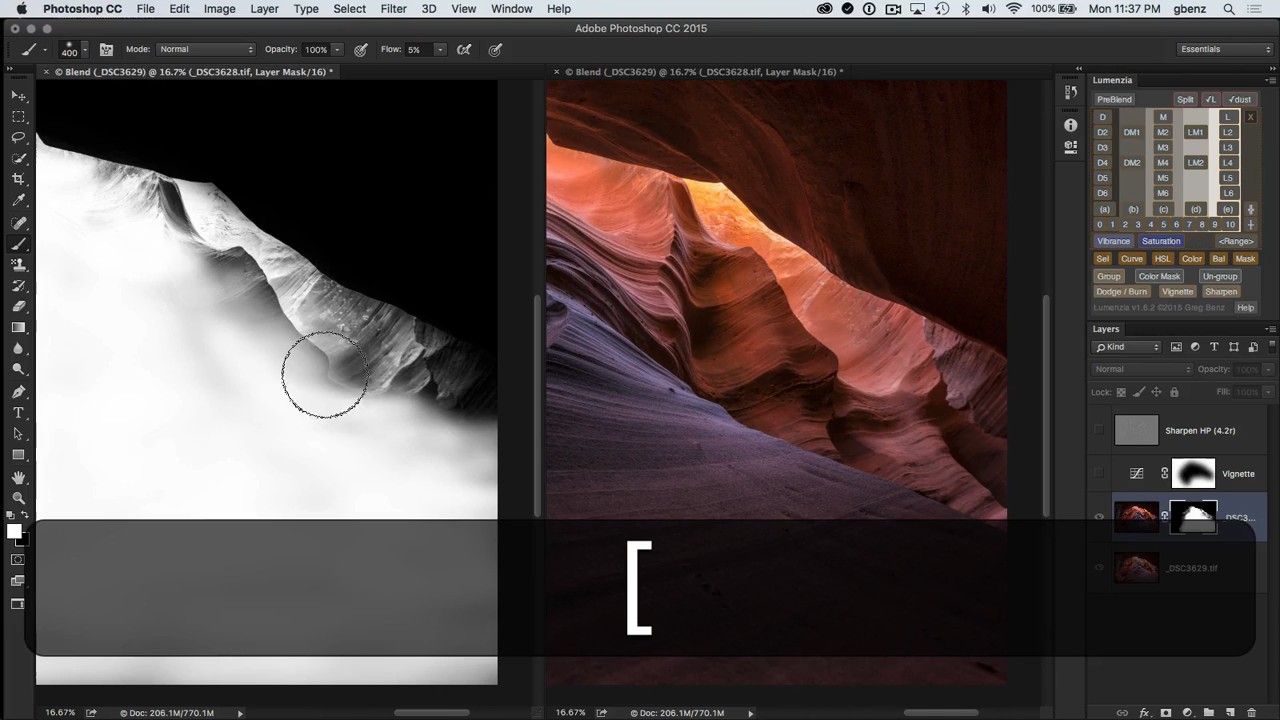 Photoshop CC File Edit Image Layer Type Select Filter 3D View Window Help 100% Mon 11:37 PM gbenz
Adobe Photoshop CC 2015
400 Mode: Normal Opacity: 100% Flow: 5% Essentials
× © Blend (_DSC3629) @ 16.7% (_DSC3628.tif, Layer Mask/16) *
× © Blend (_DSC3629) @ 16.7% (_DSC3628.tif, Layer Mask/16) *
Lumenzia
PreBlend Split √L √dust
D M L X
D2 DM1 M2 LM1 L2
D3 M3 L3
D4 DM2 M4 LM2 L4
D5 M5 L5
D6 M6 L6
(a) (b) (c) (d) (e)
0 1 2 3 4 5 6 7 8 9 10
Vibrance Saturation <Range>
Sel Curve HSL Color Bal Mask
Group Color Mask Un-group
Dodge / Burn Vignette Sharpen
Lumenzia v1.6.2 ©2015 Greg Benz Help
Layers
Kind
Normal Opacity: 100%
Lock: Fill: 100%
Sharpen HP (4.2r)
Vignette
_DSC3...
_DSC3629.tif
[
16.67% Doc: 206.1M/770.1M
16.67% Doc: 206.1M/770.1M